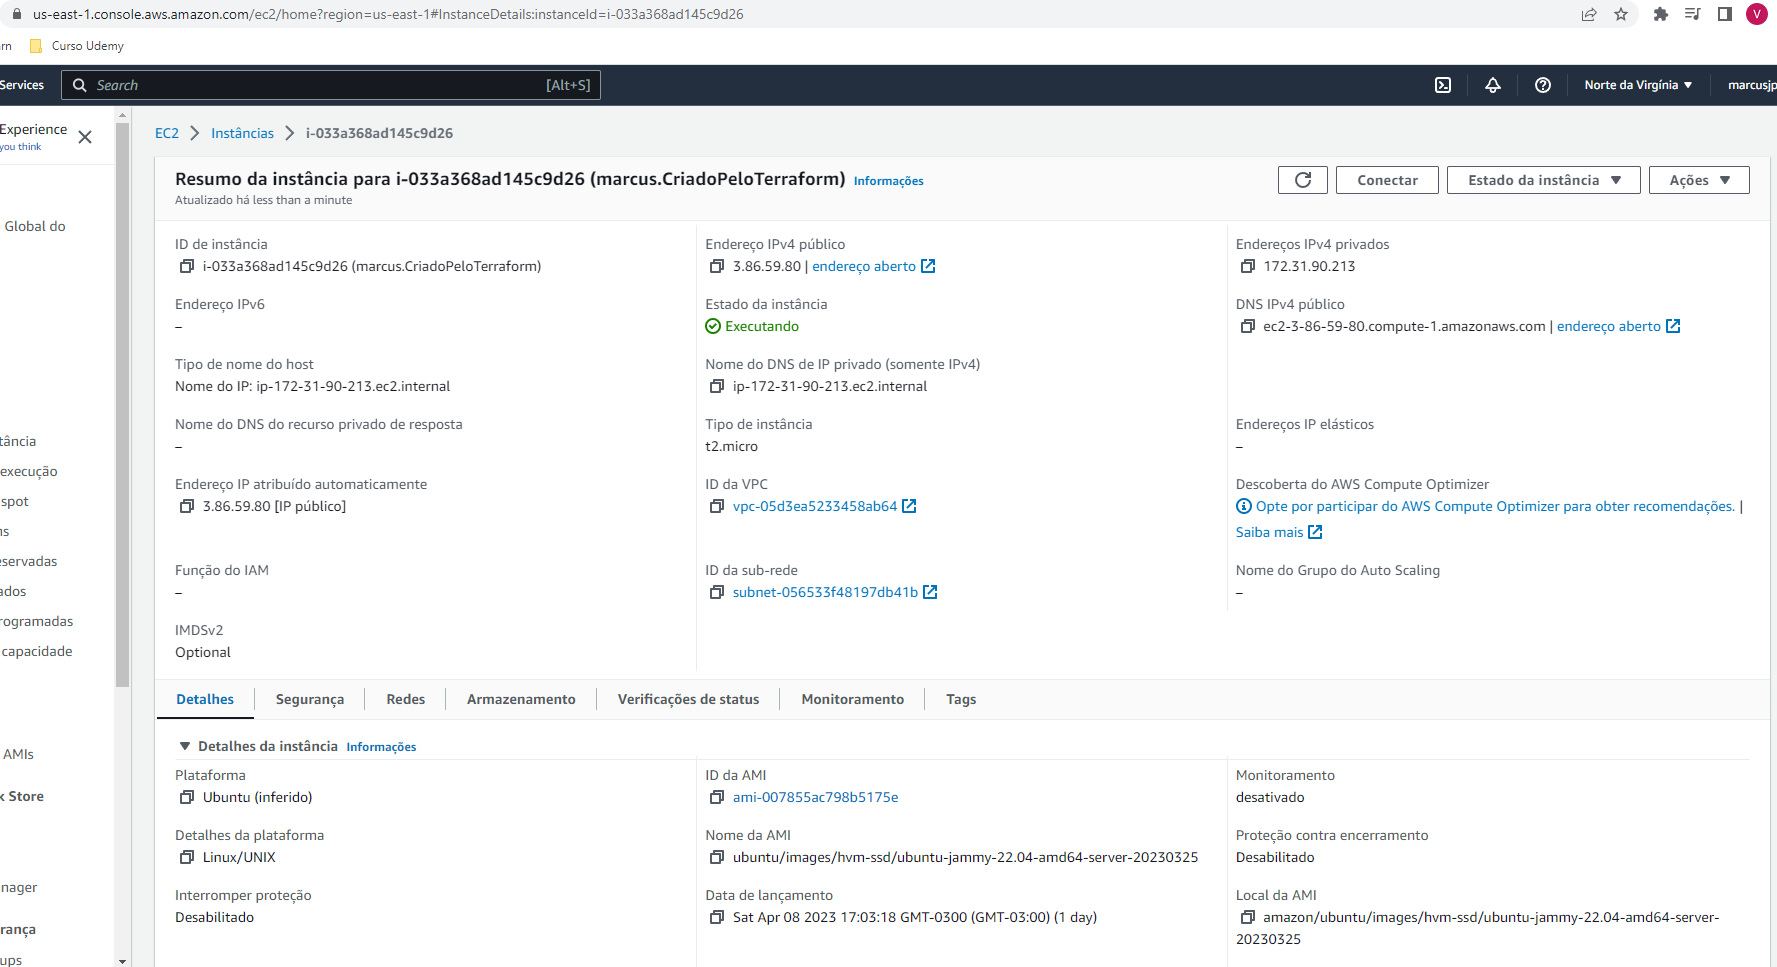 us-east-1.console.aws.amazon.com/ec2/home?region=us-east-1#InstanceDetails:instanceId=i-033a368ad145c9d26
V
rn
Curso Udemy
Services
Search
[Alt+S]
Norte da Virgínia
marcusjp
Experience
you think
EC2
Instâncias
i-033a368ad145c9d26
Resumo da instância para i-033a368ad145c9d26 (marcus.CriadoPeloTerraform) Informações
Atualizado há less than a minute
Conectar
Estado da instância
Ações
Global do
tância
execução
spot
ns
eservadas
ados
rogramadas
capacidade
AMIs
k Store
nager
rança
ups
ID de instância
i-033a368ad145c9d26 (marcus.CriadoPeloTerraform)
Endereço IPv4 público
3.86.59.80 | endereço aberto
Endereços IPv4 privados
172.31.90.213
Endereço IPv6
–
Estado da instância
Executando
DNS IPv4 público
ec2-3-86-59-80.compute-1.amazonaws.com | endereço aberto
Tipo de nome do host
Nome do IP: ip-172-31-90-213.ec2.internal
Nome do DNS de IP privado (somente IPv4)
ip-172-31-90-213.ec2.internal
Nome do DNS do recurso privado de resposta
–
Tipo de instância
t2.micro
Endereços IP elásticos
–
Endereço IP atribuído automaticamente
3.86.59.80 [IP público]
ID da VPC
vpc-05d3ea5233458ab64
Descoberta do AWS Compute Optimizer
Opte por participar do AWS Compute Optimizer para obter recomendações. |
Saiba mais
Função do IAM
–
ID da sub-rede
subnet-056533f48197db41b
Nome do Grupo do Auto Scaling
–
IMDSv2
Optional
Detalhes
Segurança
Redes
Armazenamento
Verificações de status
Monitoramento
Tags
Detalhes da instância Informações
Plataforma
Ubuntu (inferido)
ID da AMI
ami-007855ac798b5175e
Monitoramento
desativado
Detalhes da plataforma
Linux/UNIX
Nome da AMI
ubuntu/images/hvm-ssd/ubuntu-jammy-22.04-amd64-server-20230325
Proteção contra encerramento
Desabilitado
Interromper proteção
Desabilitado
Data de lançamento
Sat Apr 08 2023 17:03:18 GMT-0300 (GMT-03:00) (1 day)
Local da AMI
amazon/ubuntu/images/hvm-ssd/ubuntu-jammy-22.04-amd64-server-
20230325